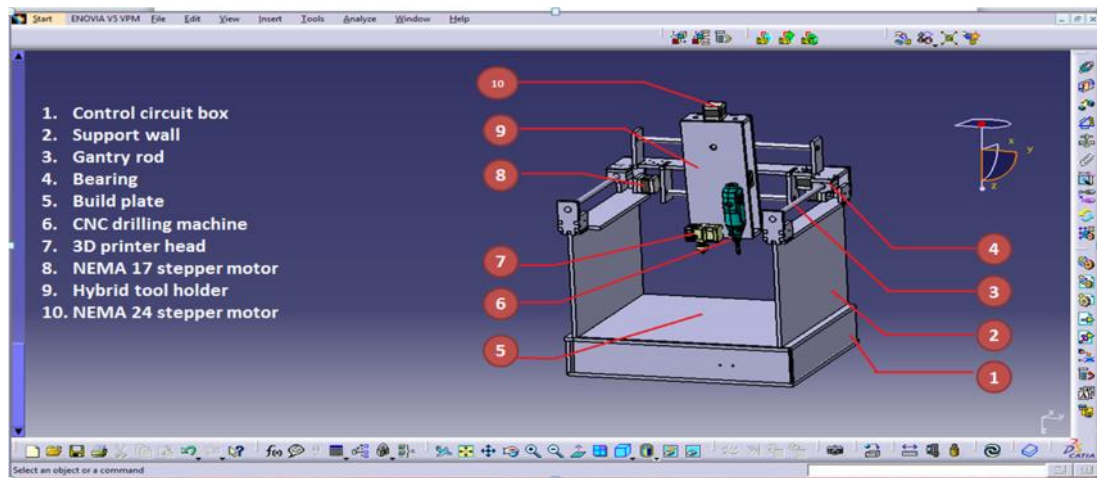 Start ENOVIA V5 VPM File Edit View Insert Tools Analyze Window Help
1. Control circuit box
2. Support wall
3. Gantry rod
4. Bearing
5. Build plate
6. CNC drilling machine
7. 3D printer head
8. NEMA 17 stepper motor
9. Hybrid tool holder
10. NEMA 24 stepper motor
10
9
8
7
6
5
4
3
2
1
x
y
z
f(x)
Select an object or a command
CATIA